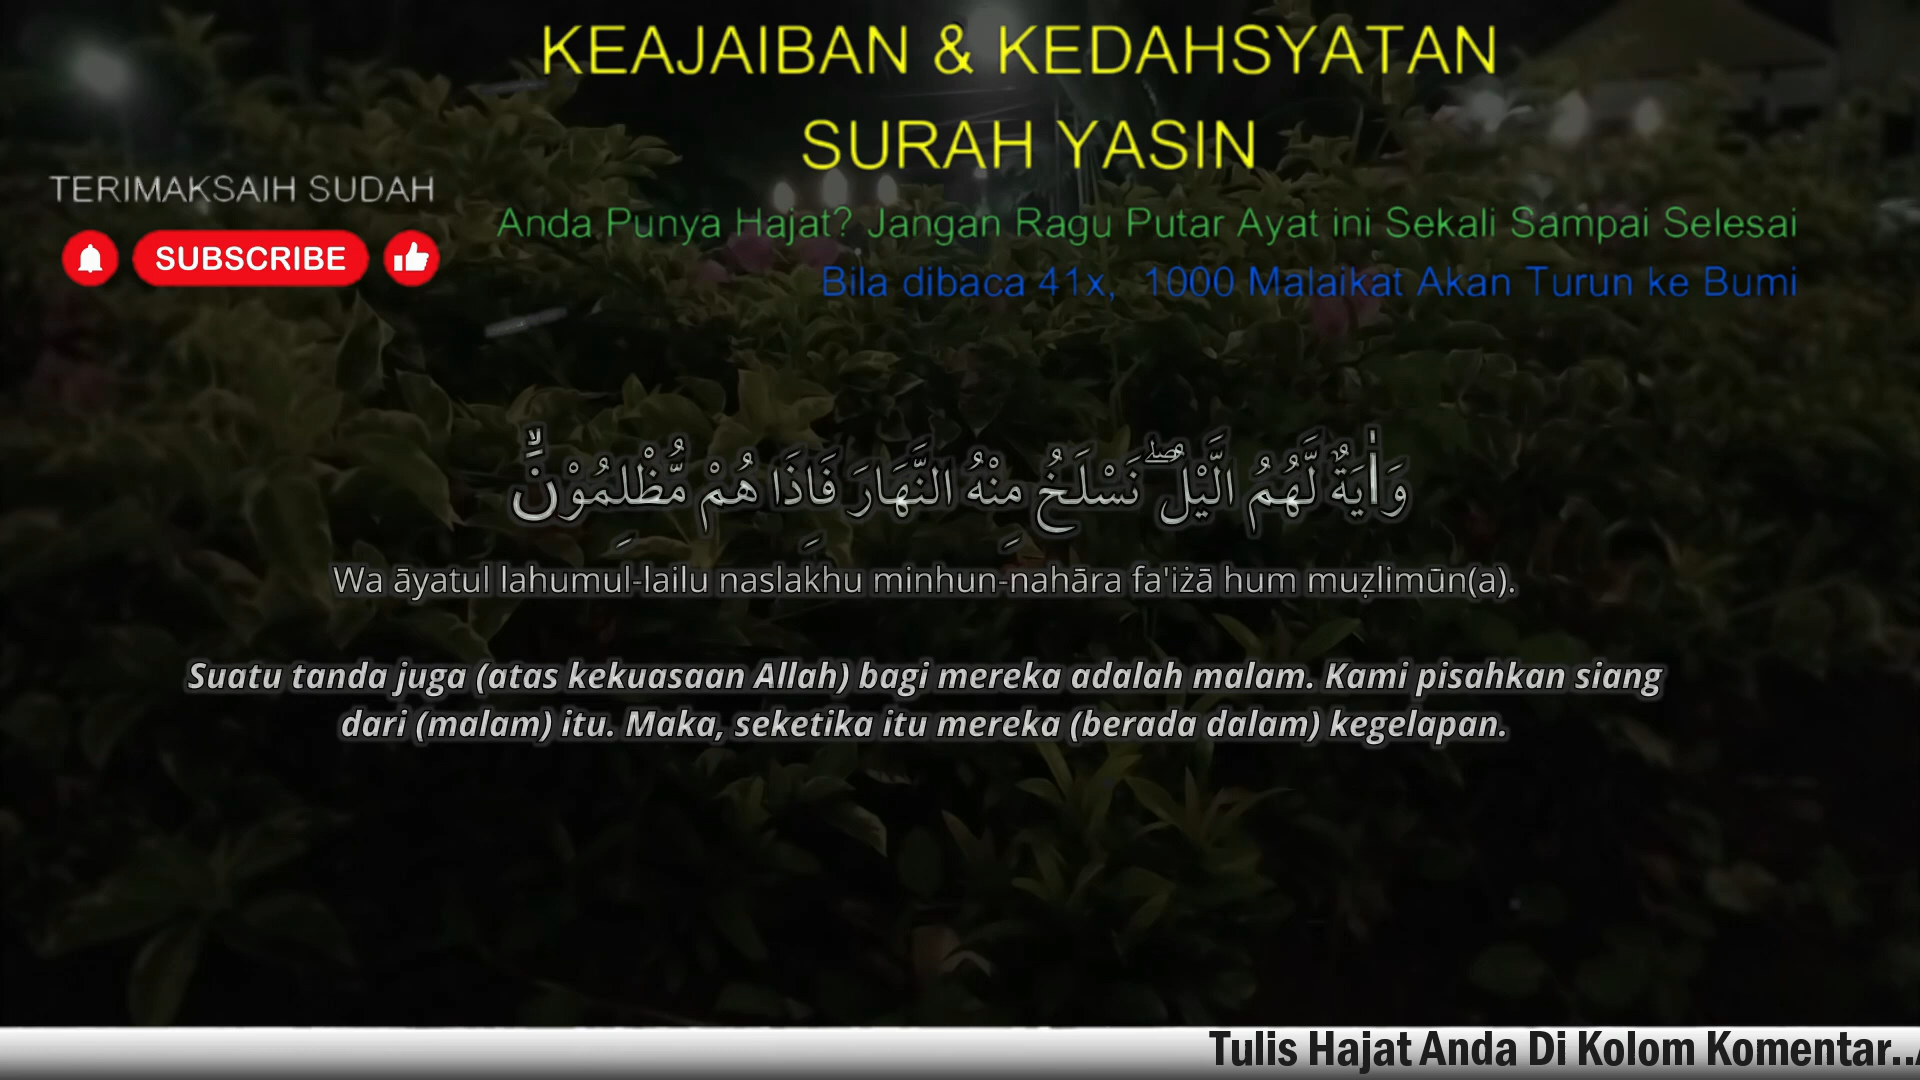 KEAJAIBAN & KEDAHSYATAN
SURAH YASIN
TERIMAKSAIH SUDAH
SUBSCRIBE
Anda Punya Hajat? Jangan Ragu Putar Ayat ini Sekali Sampai Selesai
Bila dibaca 41x, 1000 Malaikat Akan Turun ke Bumi
وَاٰيَةٌ لَّهُمُ الَّيْلُ ۖنَسْلَخُ مِنْهُ النَّهَارَ فَاِذَا هُمْ مُّظْلِمُوْنَۙ
Wa āyatul lahumul-lailu naslakhu minhun-nahāra fa'iżā hum muẓlimūn(a).
Suatu tanda juga (atas kekuasaan Allah) bagi mereka adalah malam. Kami pisahkan siang
dari (malam) itu. Maka, seketika itu mereka (berada dalam) kegelapan.
Tulis Hajat Anda Di Kolom Komentar..